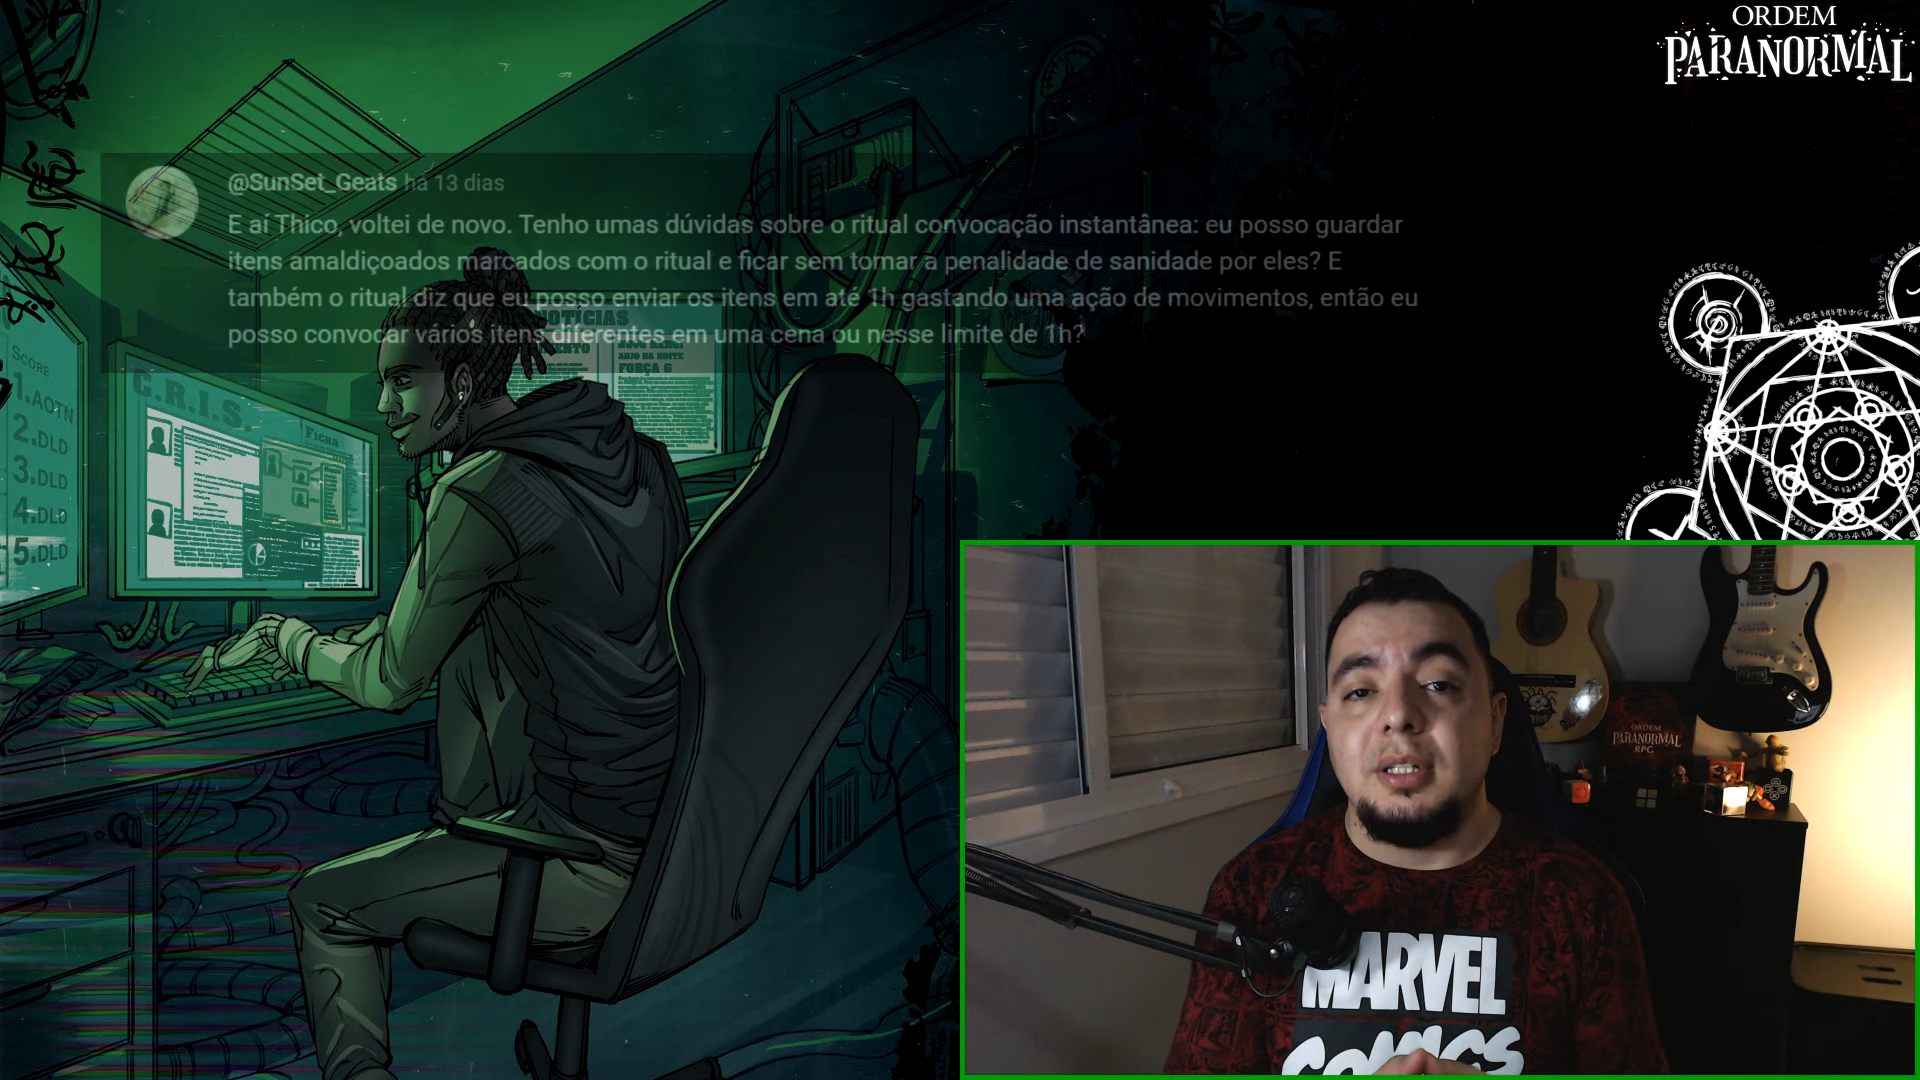 ORDEM
PARANORMAL
@SunSet_Geats há 13 dias
E aí Thico, voltei de novo. Tenho umas dúvidas sobre o ritual convocação instantânea: eu posso guardar
itens amaldiçoados marcados com o ritual e ficar sem tomar a penalidade de sanidade por eles? E
também o ritual diz que eu posso enviar os itens em até 1h gastando uma ação de movimentos, então eu
posso convocar vários itens diferentes em uma cena ou nesse limite de 1h?
NOTÍCIAS
ANJO DA NOITE
FORÇA G
SCORE
1.AOTN
2.DLD
3.DLD
4.DLD
5.DLD
C.R.I.S.
FICHA
ORDEM
PARANORMAL
RPG
MARVEL
COMICS